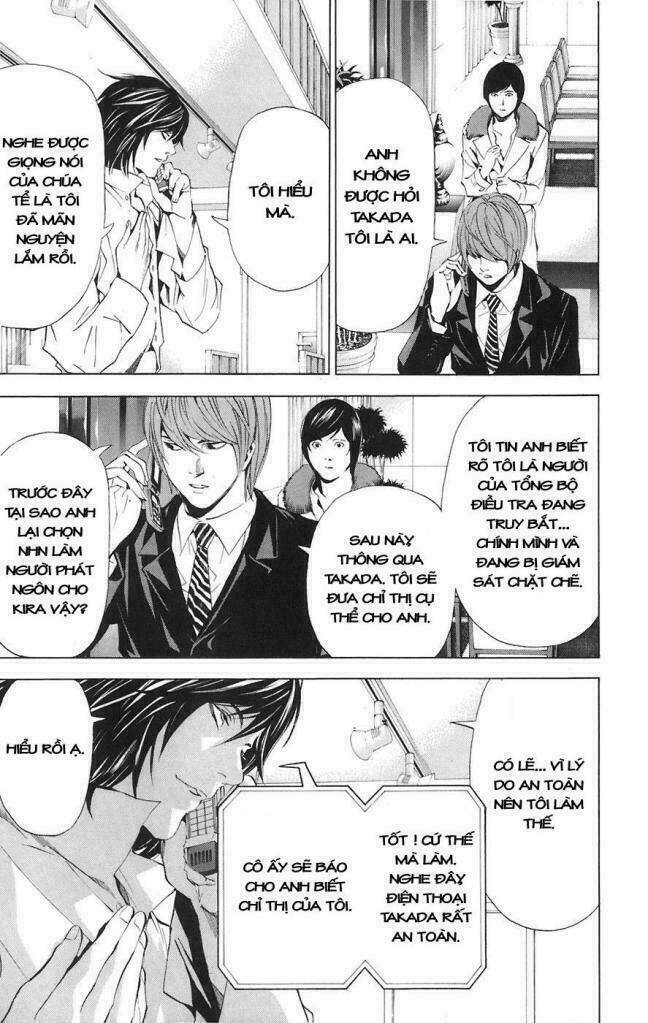 ANH
KHÔNG
ĐƯỢC HỎI
TAKADA
TÔI LÀ AI.
TÔI HIỂU
MÀ.
NGHE ĐƯỢC
GIỌNG NÓI
CỦA CHÚA
TỂ LÀ TÔI
ĐÃ MÃN
NGUYỆN
LẮM RỒI.
TÔI TIN ANH BIẾT
RÕ TÔI LÀ NGƯỜI
CỦA TỔNG BỘ
ĐIỀU TRA ĐANG
TRUY BẮT...
CHÍNH MÌNH VÀ
ĐANG BỊ GIÁM
SÁT CHẶT CHẼ.
SAU NÀY,
THÔNG QUA
TAKADA. TÔI SẼ
ĐƯA CHỈ THỊ CỤ
THỂ CHO ANH.
TRƯỚC ĐÂY
TẠI SAO ANH
LẠI CHỌN
NHN LÀM
NGƯỜI PHÁT
NGÔN CHO
KIRA VẬY?
CÓ LẼ... VÌ LÝ
DO AN TOÀN
NÊN TÔI LÀM
THẾ.
TỐT ! CỨ THẾ
MÀ LÀM.
NGHE ĐÂY,
ĐIỆN THOẠI
TAKADA RẤT
AN TOÀN.
CÔ ẤY SẼ BÁO
CHO ANH BIẾT
CHỈ THỊ CỦA TÔI.
HIỂU RỒI Ạ.